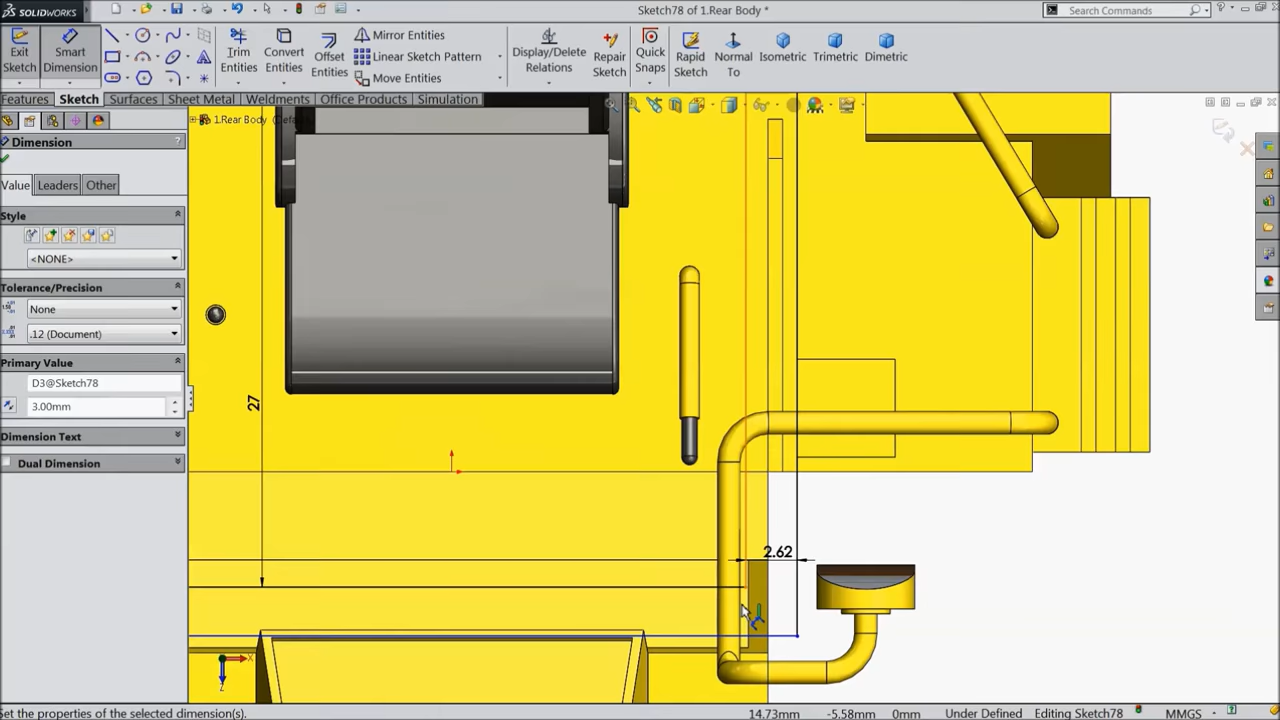 SOLIDWORKS
Sketch78 of 1.Rear Body *
Search Commands
Exit Sketch
Smart Dimension
Trim Entities
Convert Entities
Offset Entities
Mirror Entities
Linear Sketch Pattern
Move Entities
Display/Delete Relations
Repair Sketch
Quick Snaps
Rapid Sketch
Normal To
Isometric
Trimetric
Dimetric
Features
Sketch
Surfaces
Sheet Metal
Weldments
Office Products
Simulation
1.Rear Body (Def
Dimension
?
Value
Leaders
Other
Style
<NONE>
Tolerance/Precision
None
.12 (Document)
Primary Value
D3@Sketch78
3.00mm
Dimension Text
Dual Dimension
27
2.62
X
Z
Set the properties of the selected dimension(s).
14.73mm
-5.58mm
0mm
Under Defined
Editing Sketch78
MMGS